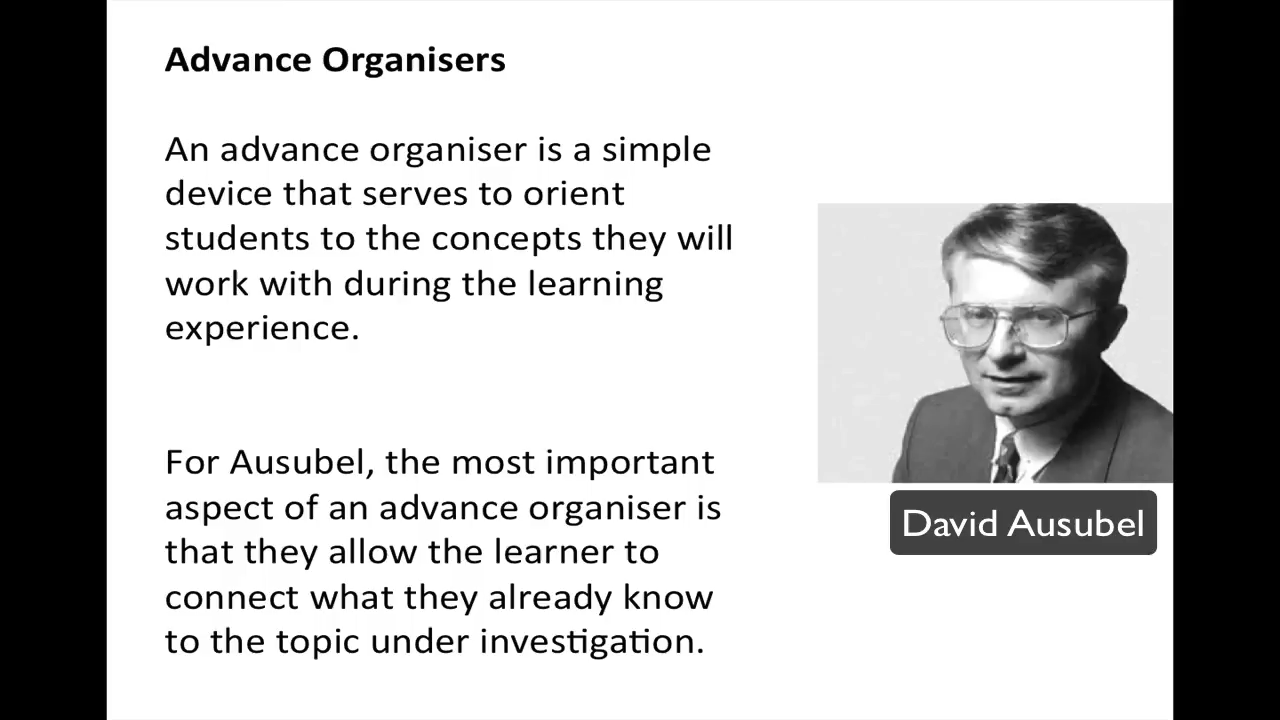 Advance Organisers
An advance organiser is a simple
device that serves to orient
students to the concepts they will
work with during the learning
experience.
For Ausubel, the most important
aspect of an advance organiser is
that they allow the learner to
connect what they already know
to the topic under investigation.
David Ausubel